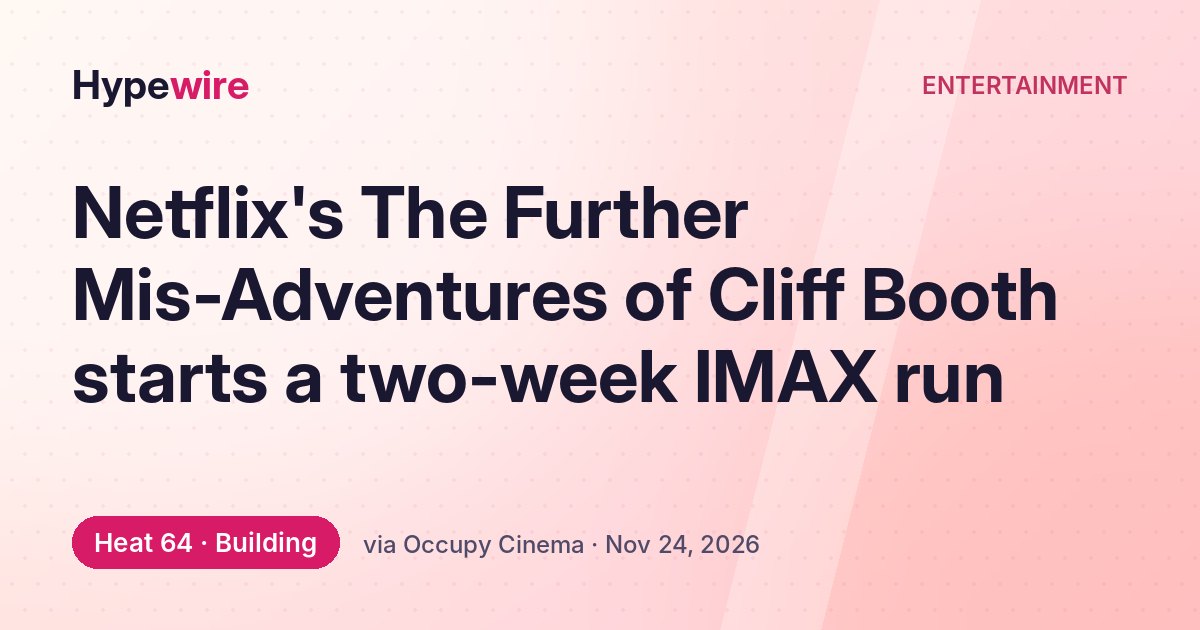 Hypewire
ENTERTAINMENT
Netflix's The Further
Mis-Adventures of Cliff Booth
starts a two-week IMAX run
Heat 64 · Building
via Occupy Cinema · Nov 24, 2026